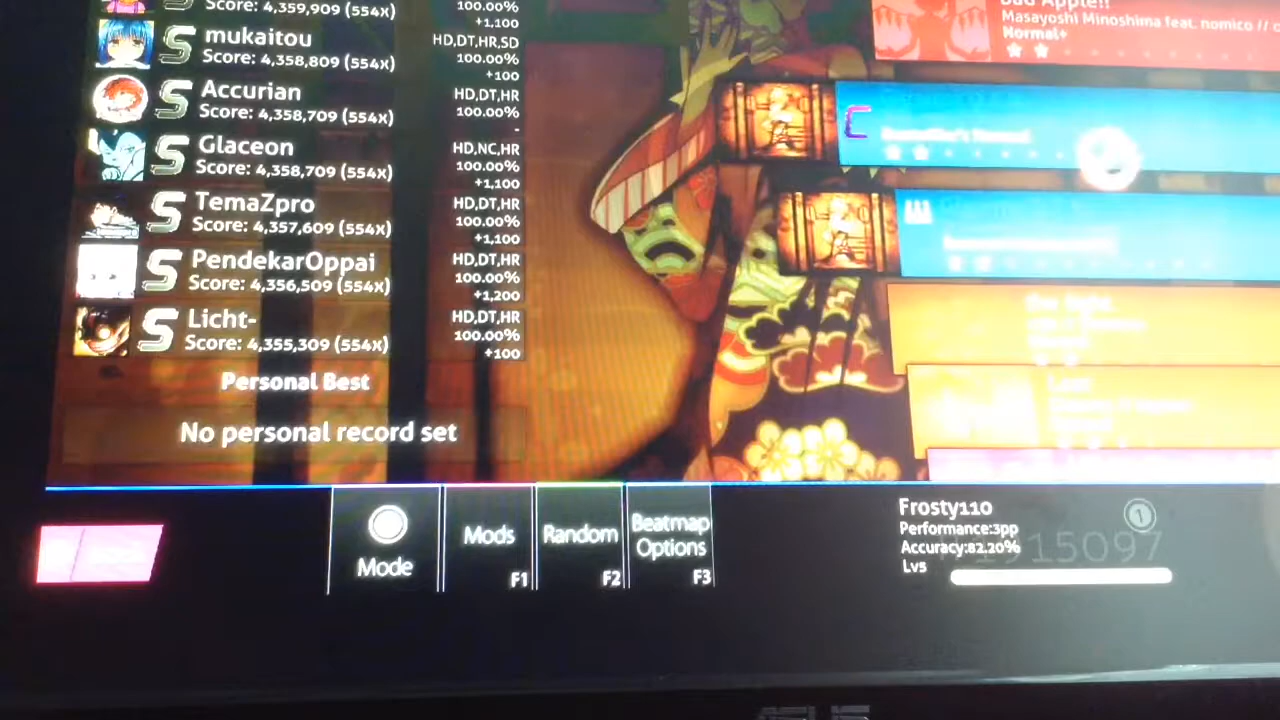 Score: 4,359,909 (554x)
100.00%
+1,100
mukaitou
Score: 4,358,809 (554x)
HD,DT,HR,SD
100.00%
+100
Accurian
Score: 4,358,709 (554x)
HD,DT,HR
100.00%
-
Glaceon
Score: 4,358,709 (554x)
HD,NC,HR
100.00%
+1,100
TemaZpro
Score: 4,357,609 (554x)
HD,DT,HR
100.00%
+1,100
PendekarOppai
Score: 4,356,509 (554x)
HD,DT,HR
100.00%
+1,200
Licht-
Score: 4,355,309 (554x)
HD,DT,HR
100.00%
+100
Personal Best
No personal record set
Bad Apple!!
Masayoshi Minoshima feat. nomico //
Normal+
Mode
Mods
F1
Random
F2
Beatmap
Options
F3
Frosty110
Performance:3pp
Accuracy:82.20%
Lv5
1